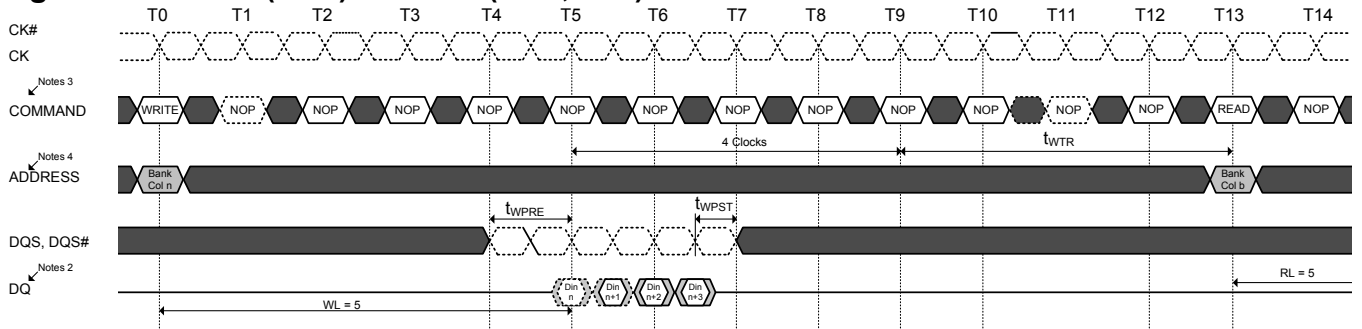 T0 T1 T2 T3 T4 T5 T6 T7 T8 T9 T10 T11 T12 T13 T14
CK#
CK
Notes 3
COMMAND
WRITE NOP NOP NOP NOP NOP NOP NOP NOP NOP NOP NOP NOP READ NOP
4 Clocks
tWTR
Notes 4
ADDRESS
Bank
Col n
Bank
Col b
tWPRE
tWPST
DQS, DQS#
Notes 2
DQ
Din
n
Din
n+1
Din
n+2
Din
n+3
RL = 5
WL = 5